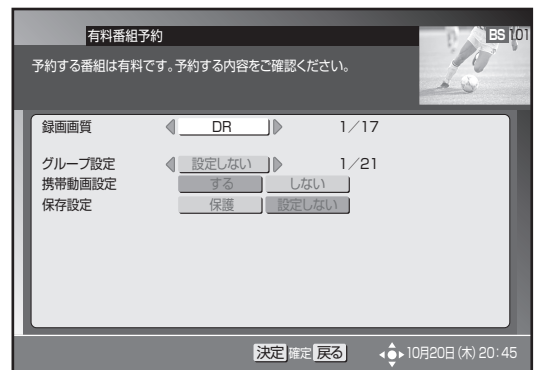 有料番組予約
BS 101
予約する番組は有料です。予約する内容をご確認ください。
録画画質 DR 1/17
グループ設定 設定しない 1/21
携帯動画設定 する しない
保存設定 保護 設定しない
決定 確定 戻る 10月20日(木) 20:45